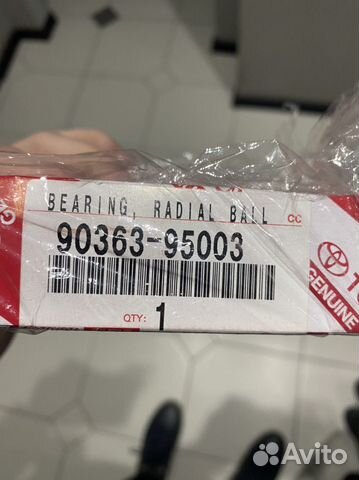 BEARING, RADIAL BALL CC
90363-95003
QTY: 1
GENUINE
Avito